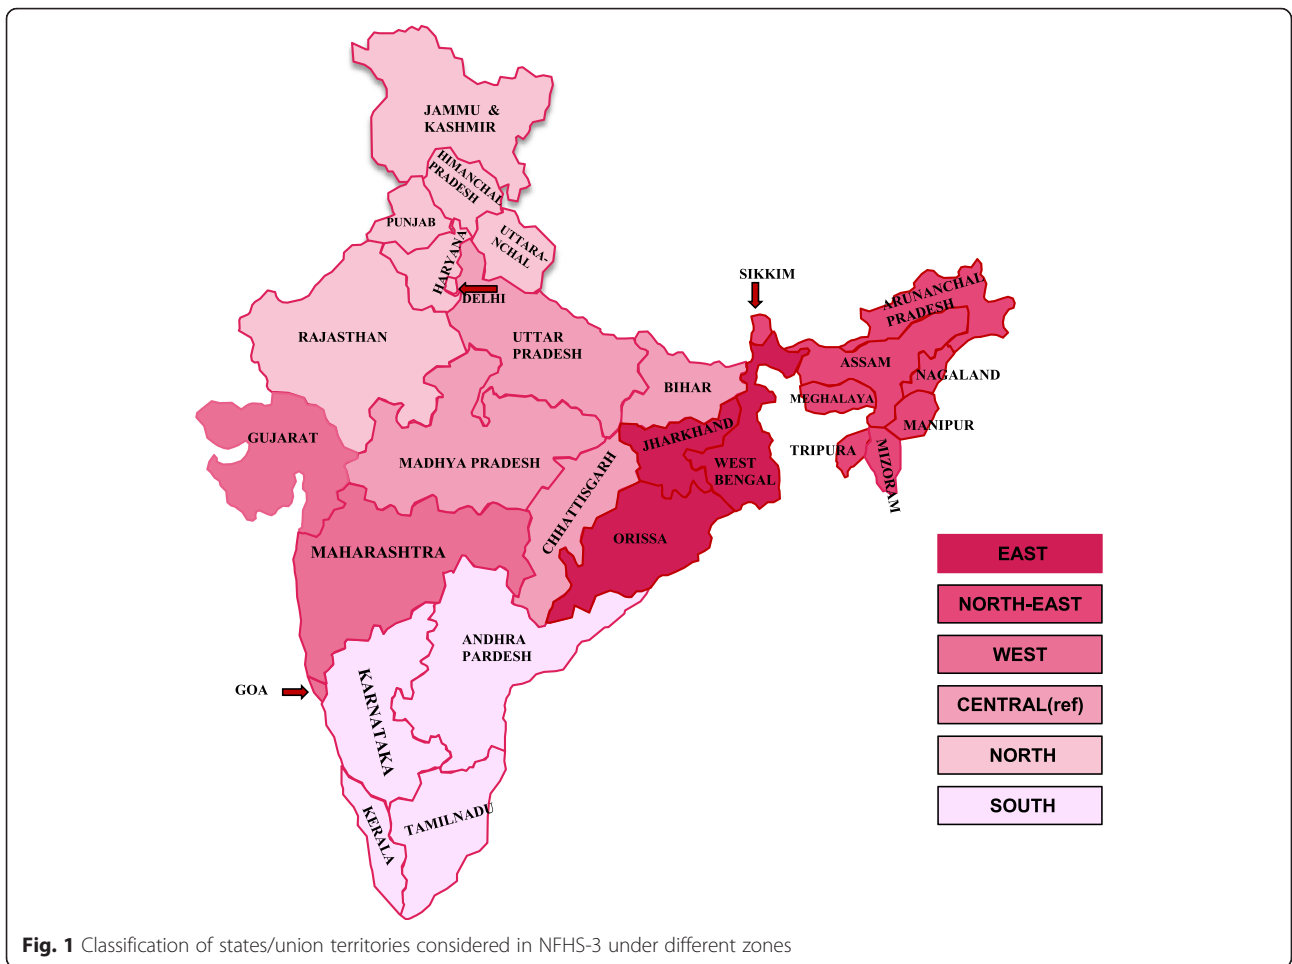 JAMMU &
KASHMIR
HIMANCHAL
PRADESH
PUNJAB
UTTARA-
NCHAL
HARYANA
DELHI
RAJASTHAN
UTTAR
PRADESH
SIKKIM
ARUNANCHAL
PRADESH
ASSAM
NAGALAND
BIHAR
MEGHALAYA
MANIPUR
GUJARAT
JHARKHAND
TRIPURA
MIZORAM
MADHYA PRADESH
WEST
BENGAL
CHHATTISGARH
ORISSA
MAHARASHTRA
ANDHRA
PARDESH
GOA
KARNATAKA
KERALA
TAMILNADU
EAST
NORTH-EAST
WEST
CENTRAL(ref)
NORTH
SOUTH
Fig. 1 Classification of states/union territories considered in NFHS-3 under different zones